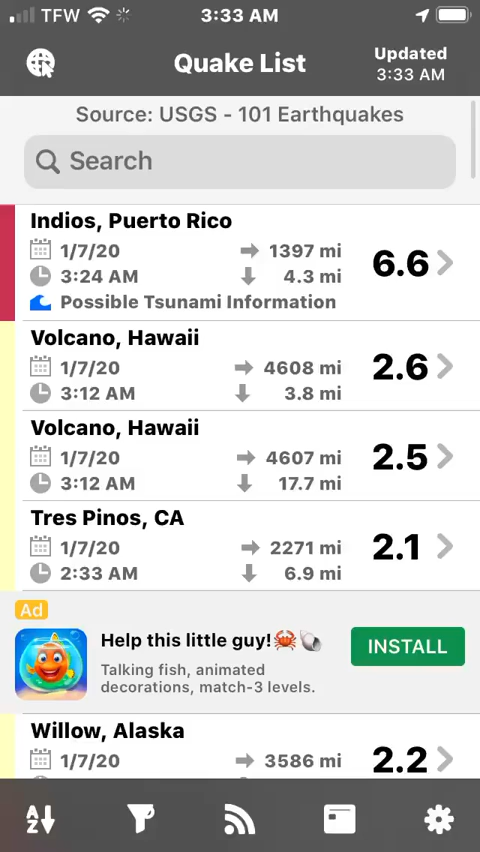 TFW 3:33 AM
Quake List
Updated
3:33 AM
Source: USGS - 101 Earthquakes
Search
Indios, Puerto Rico
1/7/20 1397 mi
6.6
3:24 AM 4.3 mi
Possible Tsunami Information
Volcano, Hawaii
1/7/20 4608 mi
2.6
3:12 AM 3.8 mi
Volcano, Hawaii
1/7/20 4607 mi
2.5
3:12 AM 17.7 mi
Tres Pinos, CA
1/7/20 2271 mi
2.1
2:33 AM 6.9 mi
Ad
Help this little guy!🦀🐚
INSTALL
Talking fish, animated
decorations, match-3 levels.
Willow, Alaska
1/7/20 3586 mi
2.2
A
Z